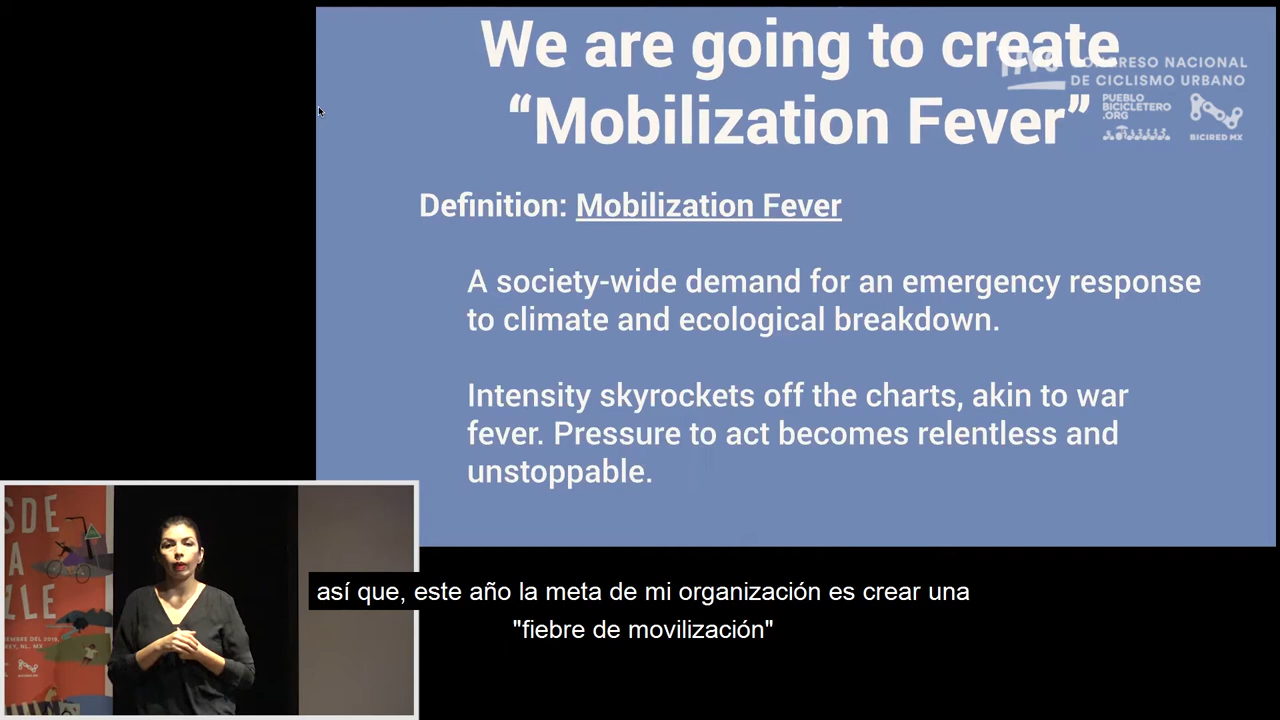 We are going to create
“Mobilization Fever”
CONGRESO NACIONAL
DE CICLISMO URBANO
PUEBLO
BICICLETERO
.ORG
BICIRED MX
Definition: Mobilization Fever
A society-wide demand for an emergency response
to climate and ecological breakdown.
Intensity skyrockets off the charts, akin to war
fever. Pressure to act becomes relentless and
unstoppable.
así que, este año la meta de mi organización es crear una
"fiebre de movilización"